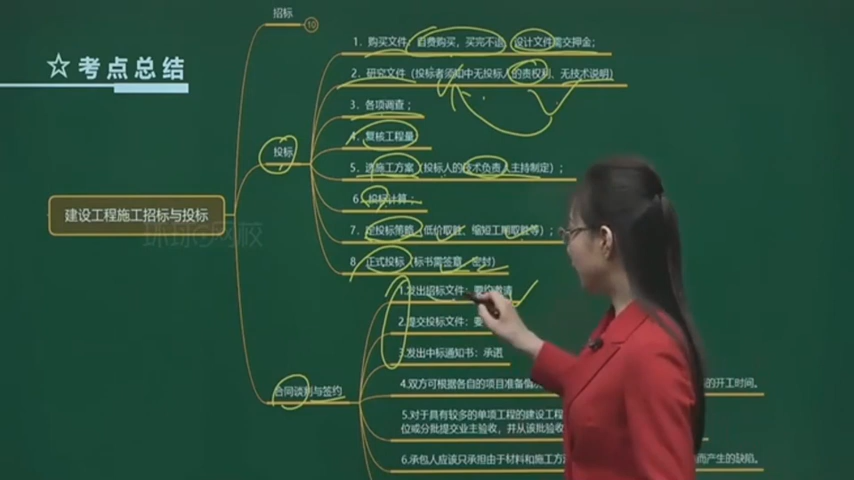 招标
10
考点总结
1、购买文件：自费购买，买完不退，设计文件需交押金；
2、研究文件（投标者须知中无投标人的责权利、无技术说明）
3、各项调查；
投标
4、复核工程量
5、选施工方案（投标人的技术负责人主持制定）；
6、投标计算；
建设工程施工招标与投标
环球网校
7、定投标策略（低价取胜、缩短工期取胜等）；
8、正式投标（标书需签章、密封）
1.发出招标文件：要约邀请
2.提交投标文件：要
3.发出中标通知书：承诺
合同谈判与签约
4.双方可根据各自的项目准备情 的开工时间。
5.对于具有较多的单项工程的建设工程
位或分批提交业主验收，并从该批验收
6.承包人应该只承担由于材料和施工方 而产生的缺陷。